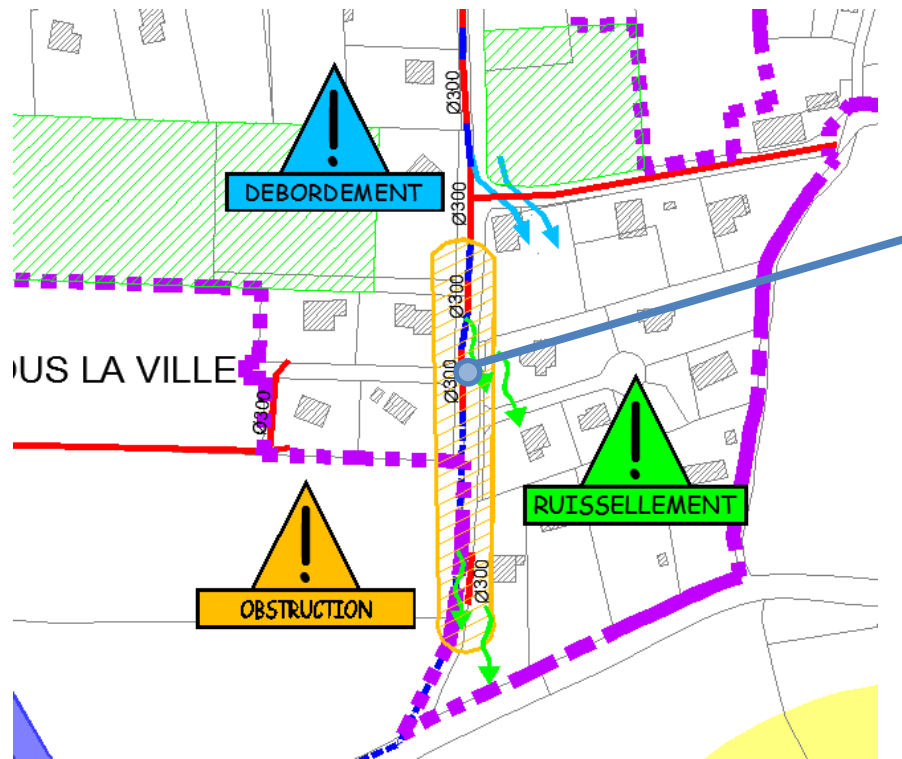 Ø300
DEBORDEMENT
Ø300
Ø300
OUS LA VILLE
Ø300
Ø300
RUISSELLEMENT
OBSTRUCTION
Ø300